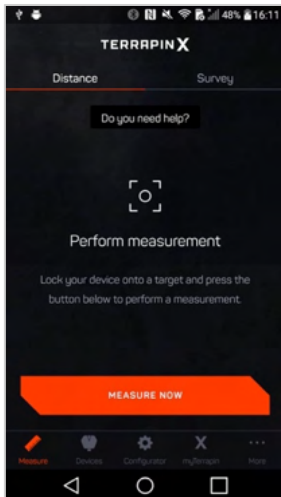 48% 16:11
TERRAPIN X
Distance Survey
Do you need help?
Perform measurement
Lock your device onto a target and press the
button below to perform a measurement.
MEASURE NOW
Measure Devices Configurator myTerrapin More